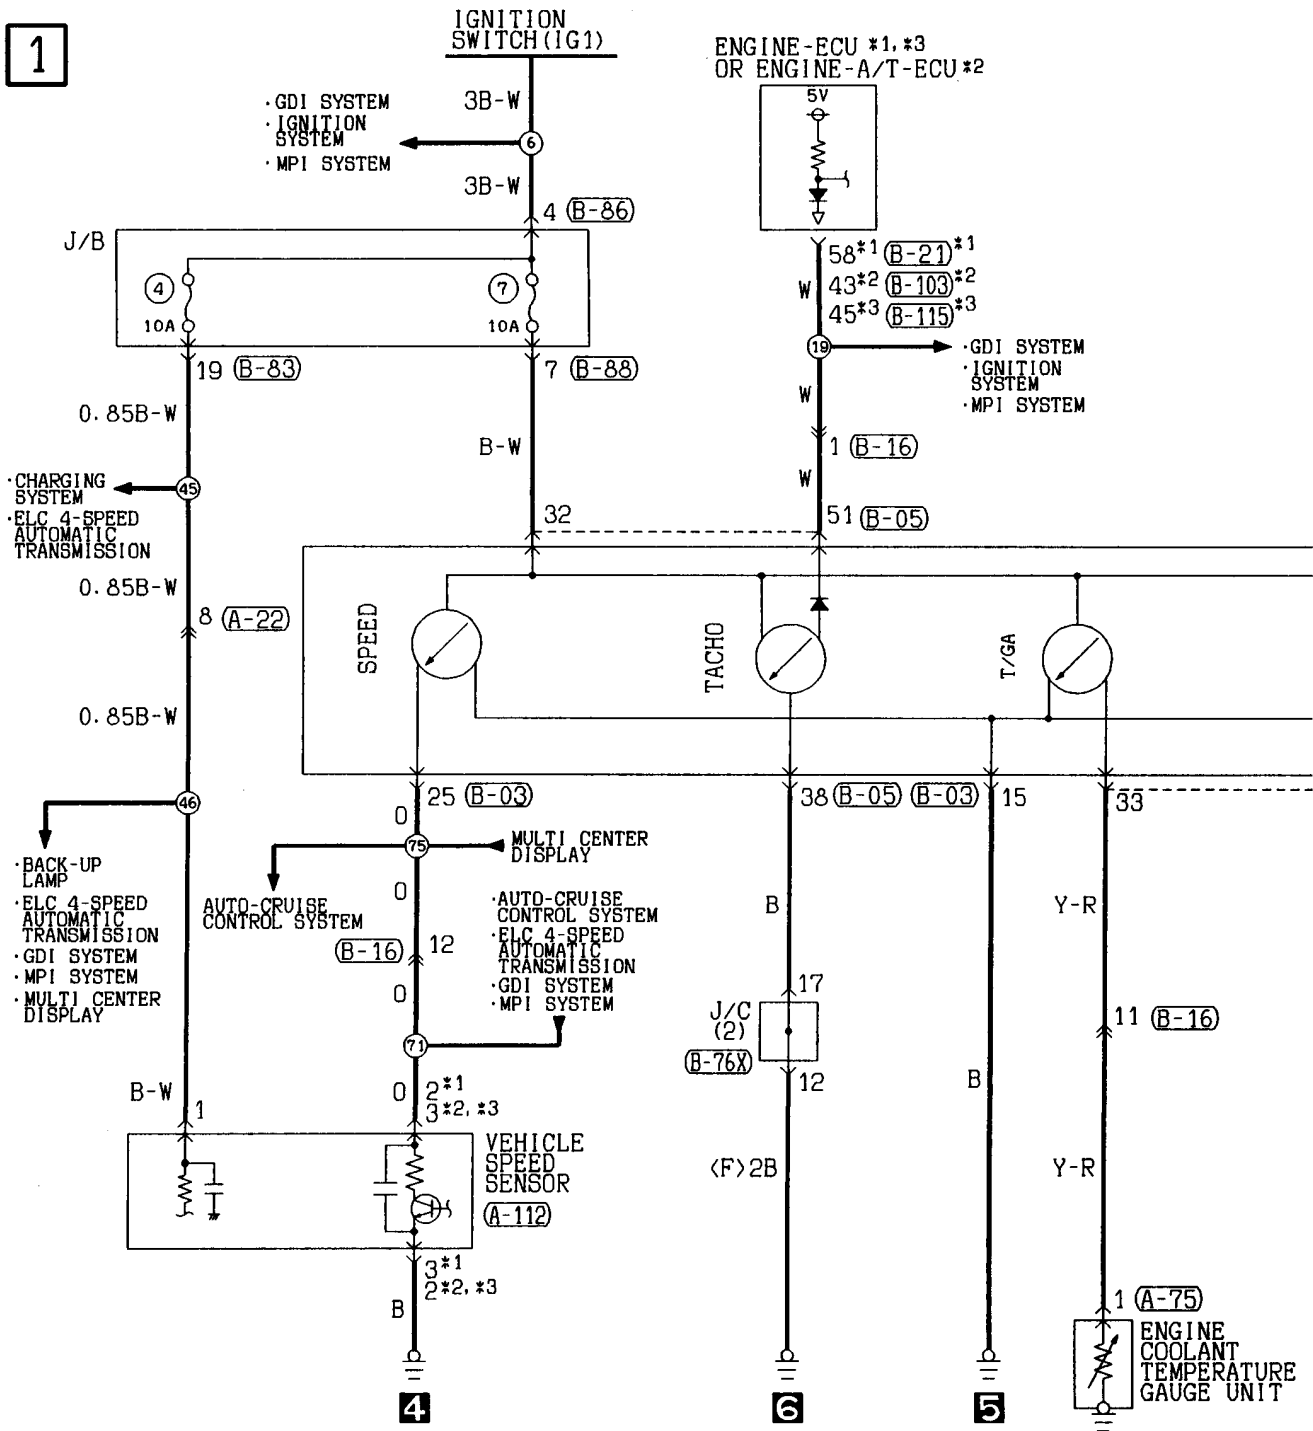 1
IGNITION
SWITCH(IG1)
ENGINE-ECU *1,*3
OR ENGINE-A/T-ECU*2
5V
·GDI SYSTEM
·IGNITION
SYSTEM
·MPI SYSTEM
3B-W
6
3B-W
4 (B-86)
J/B
4
7
10A
10A
58*1 (B-21)*1
43*2 (B-103)*2
45*3 (B-115)*3
W
19
·GDI SYSTEM
·IGNITION
SYSTEM
·MPI SYSTEM
19 (B-83)
7 (B-88)
W
0.85B-W
B-W
1 (B-16)
W
·CHARGING
SYSTEM
·ELC 4-SPEED
AUTOMATIC
TRANSMISSION
45
32
51 (B-05)
0.85B-W
8 (A-22)
SPEED
TACHO
T/GA
0.85B-W
46
25 (B-03)
38 (B-05)
(B-03) 15
33
O
75
MULTI CENTER
DISPLAY
·BACK-UP
LAMP
·ELC 4-SPEED
AUTOMATIC
TRANSMISSION
·GDI SYSTEM
·MPI SYSTEM
·MULTI CENTER
DISPLAY
AUTO-CRUISE
CONTROL SYSTEM
O
·AUTO-CRUISE
CONTROL SYSTEM
·ELC 4-SPEED
AUTOMATIC
TRANSMISSION
·GDI SYSTEM
·MPI SYSTEM
B
Y-R
(B-16) 12
O
17
J/C
(2)
(B-76X)
12
11 (B-16)
71
B
B-W
1
O
2*1
3*2,*3
VEHICLE
SPEED
SENSOR
(A-112)
<F>2B
Y-R
3*1
2*2,*3
B
1 (A-75)
ENGINE
COOLANT
TEMPERATURE
GAUGE UNIT
4
6
5